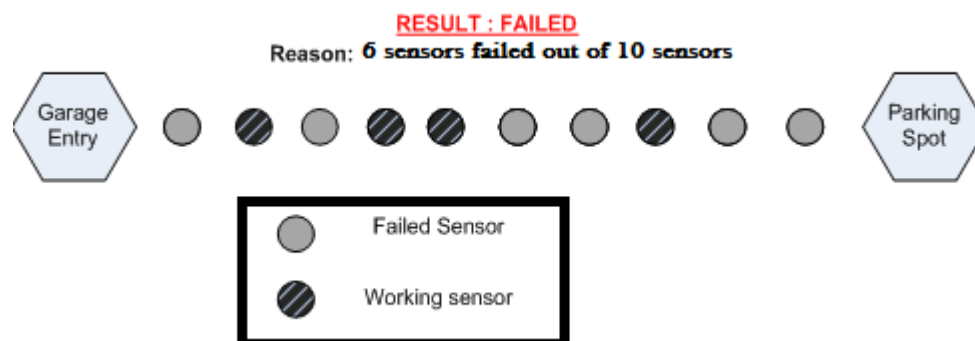 RESULT : FAILED
Reason: 6 sensors failed out of 10 sensors
Garage
Entry
Parking
Spot
Failed Sensor
Working sensor